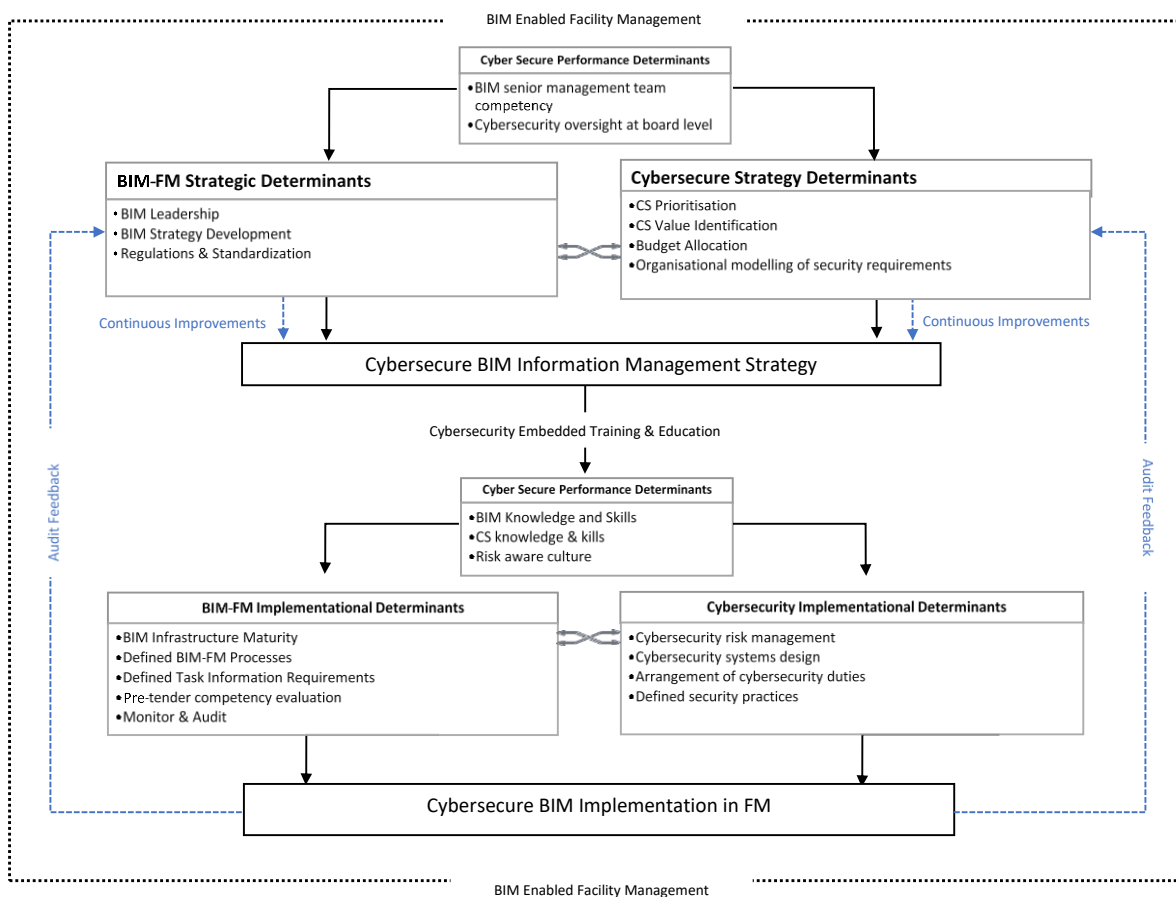 BIM Enabled Facility Management
Cyber Secure Performance Determinants
•BIM senior management team
competency
•Cybersecurity oversight at board level
BIM-FM Strategic Determinants
• BIM Leadership
• BIM Strategy Development
• Regulations & Standardization
Cybersecure Strategy Determinants
•CS Prioritisation
•CS Value Identification
•Budget Allocation
•Organisational modelling of security requirements
Continuous Improvements
Continuous Improvements
Cybersecure BIM Information Management Strategy
Cybersecurity Embedded Training & Education
Audit Feedback
Audit Feedback
Cyber Secure Performance Determinants
•BIM Knowledge and Skills
•CS knowledge & kills
•Risk aware culture
BIM-FM Implementational Determinants
•BIM Infrastructure Maturity
•Defined BIM-FM Processes
•Defined Task Information Requirements
•Pre-tender competency evaluation
•Monitor & Audit
Cybersecurity Implementational Determinants
•Cybersecurity risk management
•Cybersecurity systems design
•Arrangement of cybersecurity duties
•Defined security practices
Cybersecure BIM Implementation in FM
BIM Enabled Facility Management